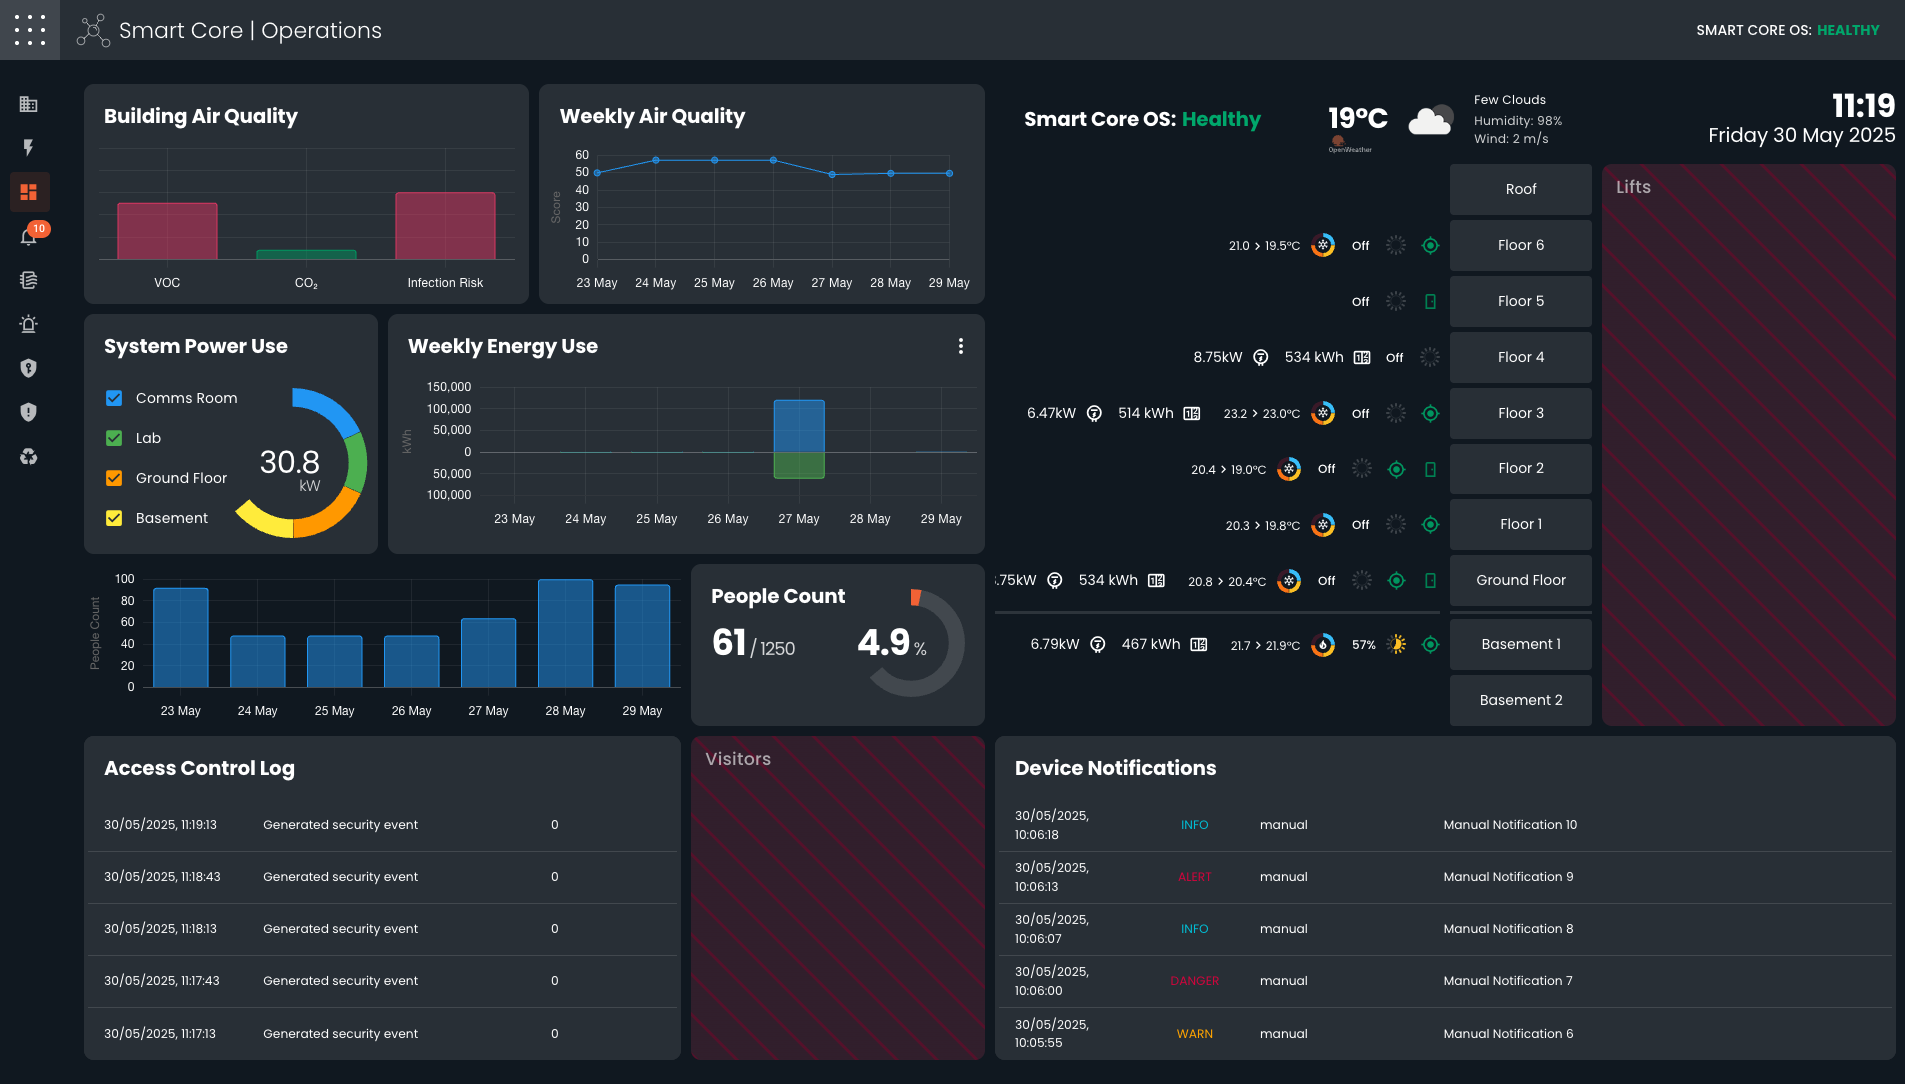 Smart Core | Operations
SMART CORE OS: HEALTHY
10
Building Air Quality
VOC
CO₂
Infection Risk
Weekly Air Quality
Score
60
50
40
30
20
10
0
23 May
24 May
25 May
26 May
27 May
28 May
29 May
System Power Use
Comms Room
Lab
Ground Floor
Basement
30.8
kW
Weekly Energy Use
kWh
150,000
100,000
50,000
0
50,000
100,000
23 May
24 May
25 May
26 May
27 May
28 May
29 May
People Count
100
80
60
40
20
0
23 May
24 May
25 May
26 May
27 May
28 May
29 May
People Count
61 / 1250
4.9 %
Smart Core OS: Healthy
19°C
OpenWeather
Few Clouds
Humidity: 98%
Wind: 2 m/s
11:19
Friday 30 May 2025
Roof
21.0 > 19.5°C Off Floor 6
Off Floor 5
8.75kW 534 kWh Off Floor 4
6.47kW 514 kWh 23.2 > 23.0°C Off Floor 3
20.4 > 19.0°C Off Floor 2
20.3 > 19.8°C Off Floor 1
.75kW 534 kWh 20.8 > 20.4°C Off Ground Floor
6.79kW 467 kWh 21.7 > 21.9°C 57% Basement 1
Basement 2
Lifts
Access Control Log
30/05/2025, 11:19:13 Generated security event 0
30/05/2025, 11:18:43 Generated security event 0
30/05/2025, 11:18:13 Generated security event 0
30/05/2025, 11:17:43 Generated security event 0
30/05/2025, 11:17:13 Generated security event 0
Visitors
Device Notifications
30/05/2025,
10:06:18
INFO manual Manual Notification 10
30/05/2025,
10:06:13
ALERT manual Manual Notification 9
30/05/2025,
10:06:07
INFO manual Manual Notification 8
30/05/2025,
10:06:00
DANGER manual Manual Notification 7
30/05/2025,
10:05:55
WARN manual Manual Notification 6